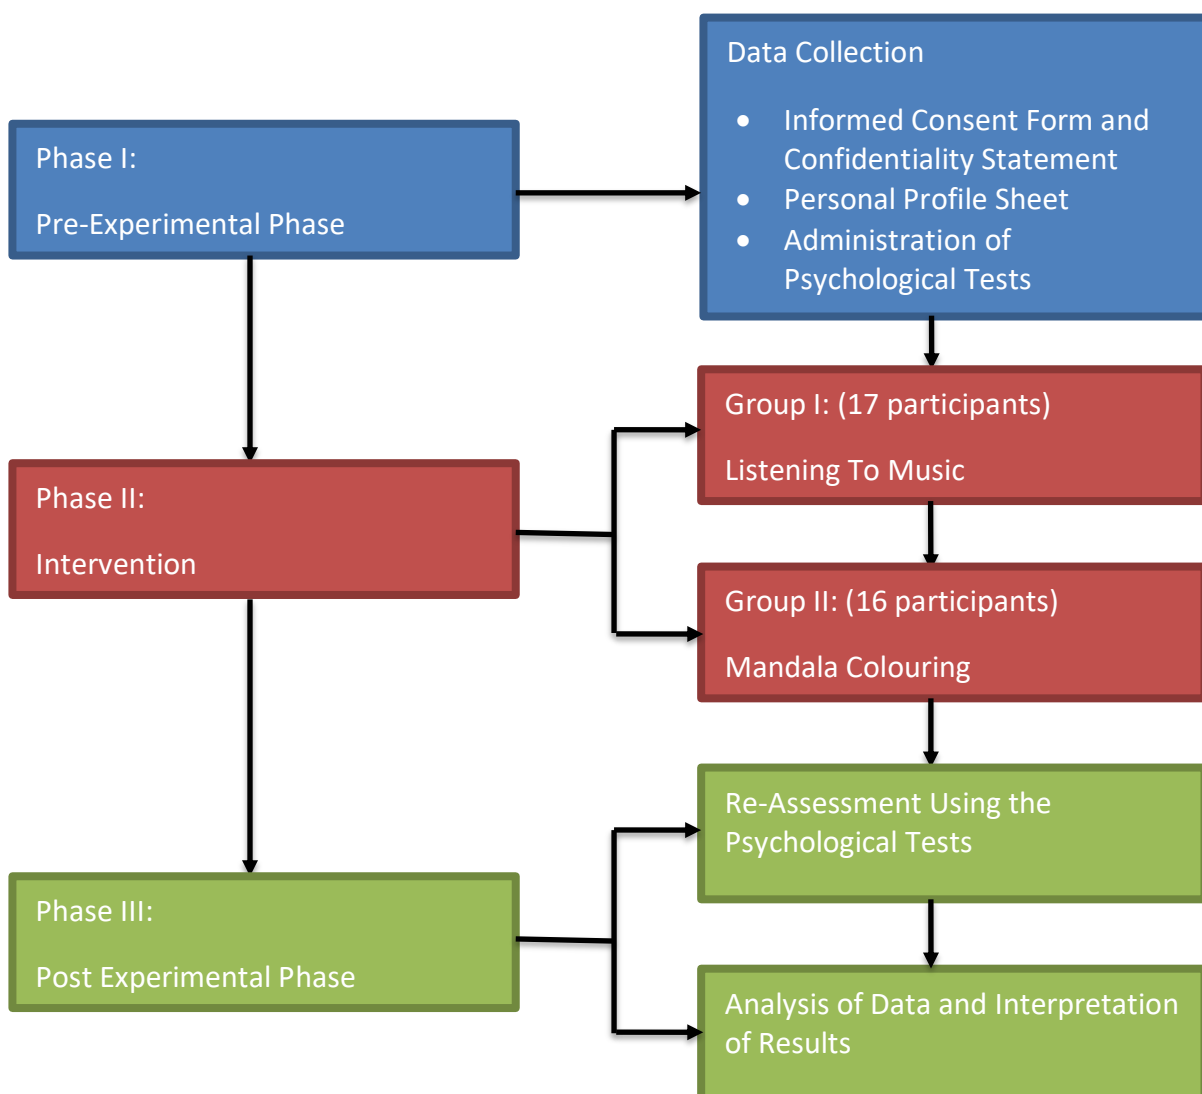 Data Collection
• Informed Consent Form and
Confidentiality Statement
• Personal Profile Sheet
• Administration of
Psychological Tests
Phase I:
Pre-Experimental Phase
Group I: (17 participants)
Listening To Music
Phase II:
Intervention
Group II: (16 participants)
Mandala Colouring
Re-Assessment Using the
Psychological Tests
Phase III:
Post Experimental Phase
Analysis of Data and Interpretation
of Results